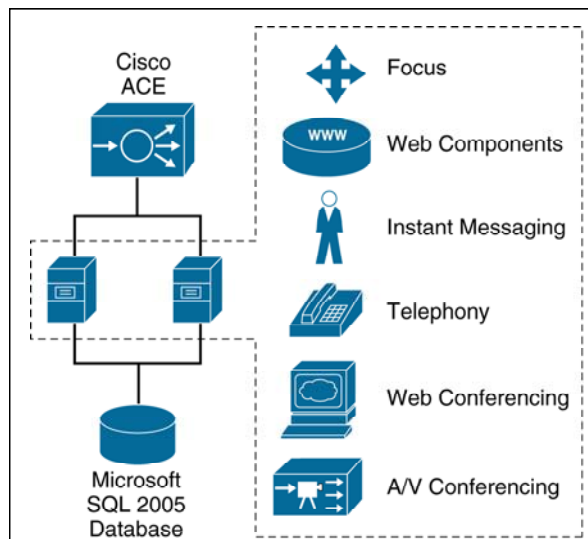 Cisco
ACE
Focus
WWW
Web Components
Instant Messaging
Telephony
Web Conferencing
A/V Conferencing
Microsoft
SQL 2005
Database